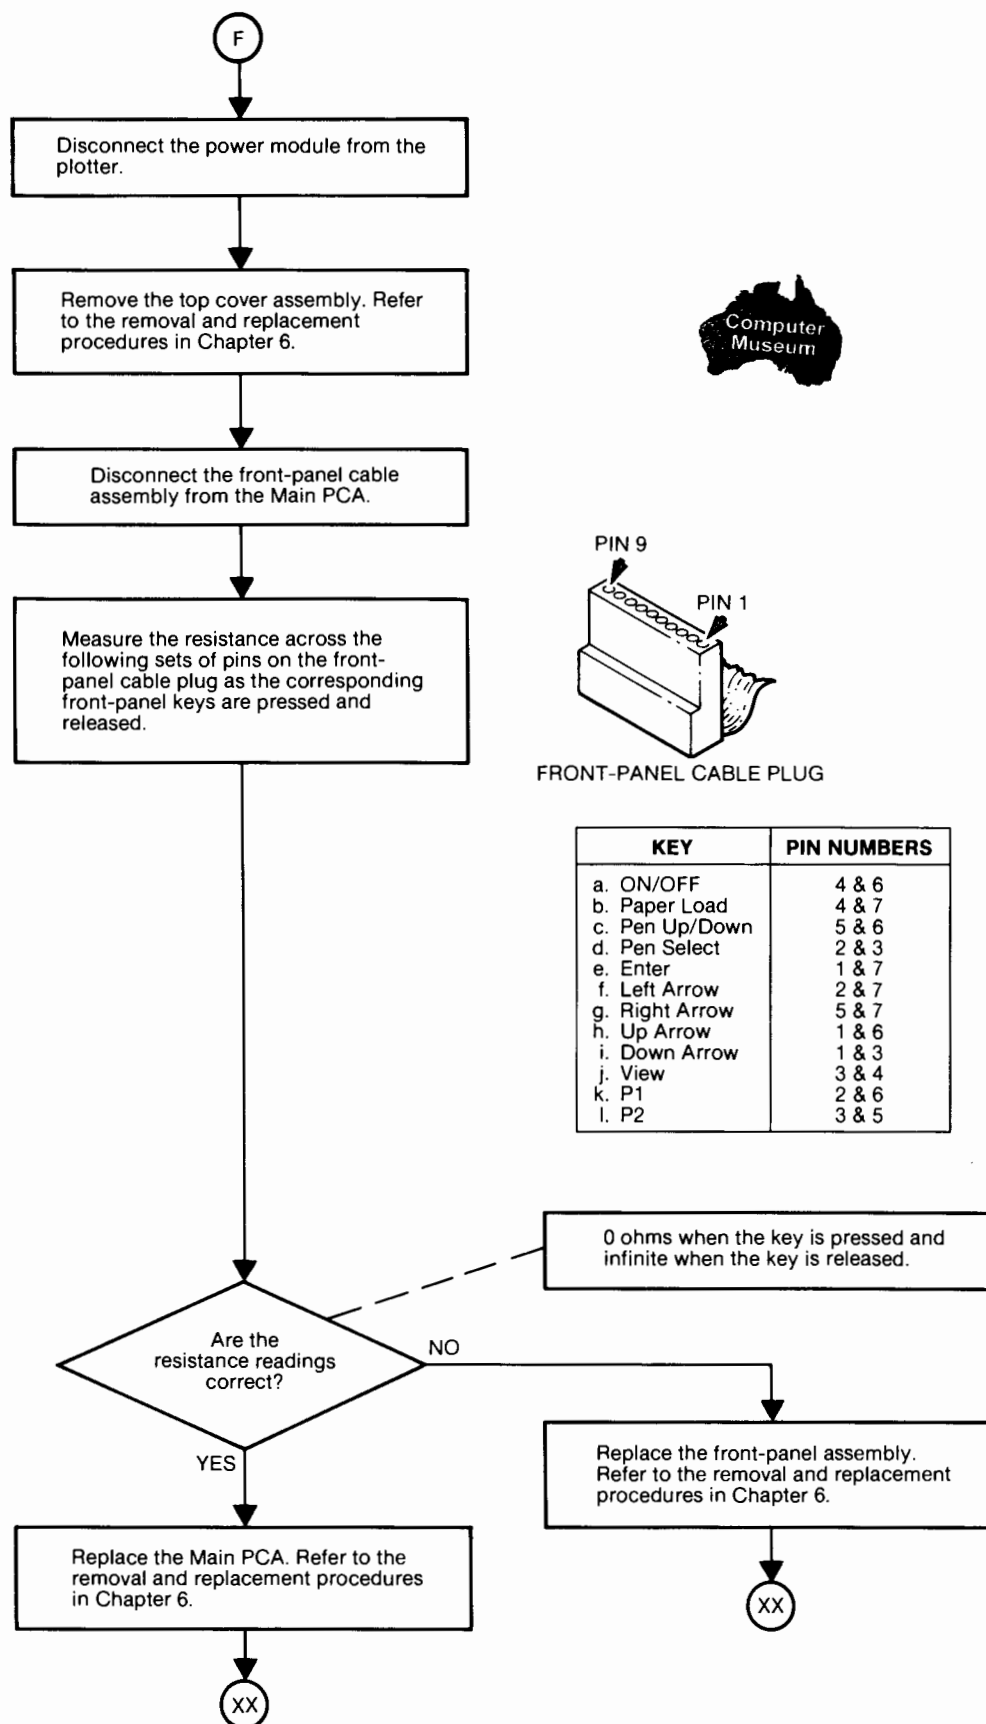 F
Disconnect the power module from the
plotter.
Remove the top cover assembly. Refer
to the removal and replacement
procedures in Chapter 6.
Computer
Museum
Disconnect the front-panel cable
assembly from the Main PCA.
PIN 9
PIN 1
Measure the resistance across the
following sets of pins on the front-
panel cable plug as the corresponding
front-panel keys are pressed and
released.
FRONT-PANEL CABLE PLUG
KEY PIN NUMBERS
a. ON/OFF 4 & 6
b. Paper Load 4 & 7
c. Pen Up/Down 5 & 6
d. Pen Select 2 & 3
e. Enter 1 & 7
f. Left Arrow 2 & 7
g. Right Arrow 5 & 7
h. Up Arrow 1 & 6
i. Down Arrow 1 & 3
j. View 3 & 4
k. P1 2 & 6
l. P2 3 & 5
0 ohms when the key is pressed and
infinite when the key is released.
Are the
resistance readings
correct?
NO
YES
Replace the front-panel assembly.
Refer to the removal and replacement
procedures in Chapter 6.
XX
Replace the Main PCA. Refer to the
removal and replacement procedures
in Chapter 6.
XX